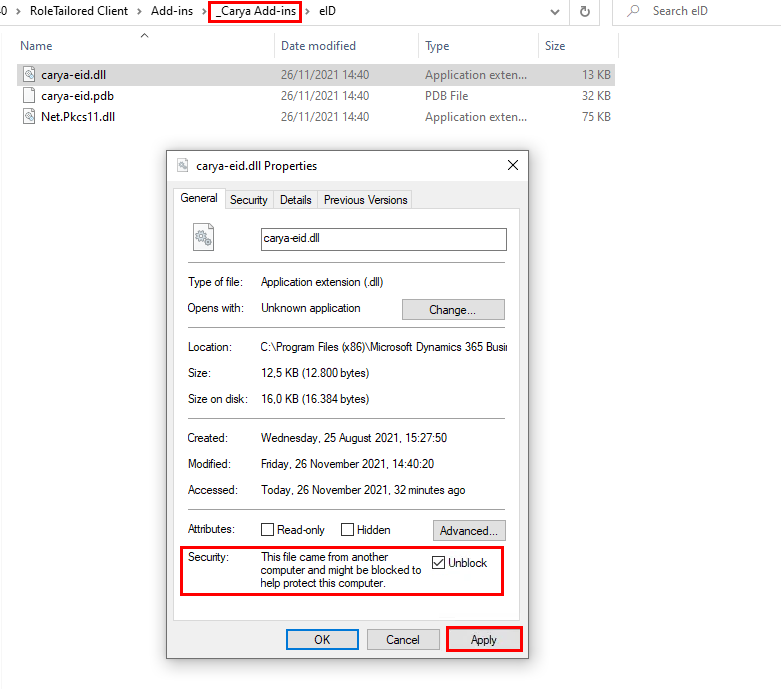 40 > RoleTailored Client > Add-ins > _Carya Add-ins > eID Search eID
Name Date modified Type Size
carya-eid.dll 26/11/2021 14:40 Application exten... 13 KB
carya-eid.pdb 26/11/2021 14:40 PDB File 32 KB
Net.Pkcs11.dll 26/11/2021 14:40 Application exten... 75 KB
carya-eid.dll Properties
General Security Details Previous Versions
carya-eid.dll
Type of file: Application extension (.dll)
Opens with: Unknown application Change...
Location: C:\Program Files (x86)\Microsoft Dynamics 365 Busi
Size: 12,5 KB (12.800 bytes)
Size on disk: 16,0 KB (16.384 bytes)
Created: Wednesday, 25 August 2021, 15:27:50
Modified: Friday, 26 November 2021, 14:40:20
Accessed: Today, 26 November 2021, 32 minutes ago
Attributes: Read-only Hidden Advanced...
Security: This file came from another
computer and might be blocked to Unblock
help protect this computer.
OK Cancel Apply